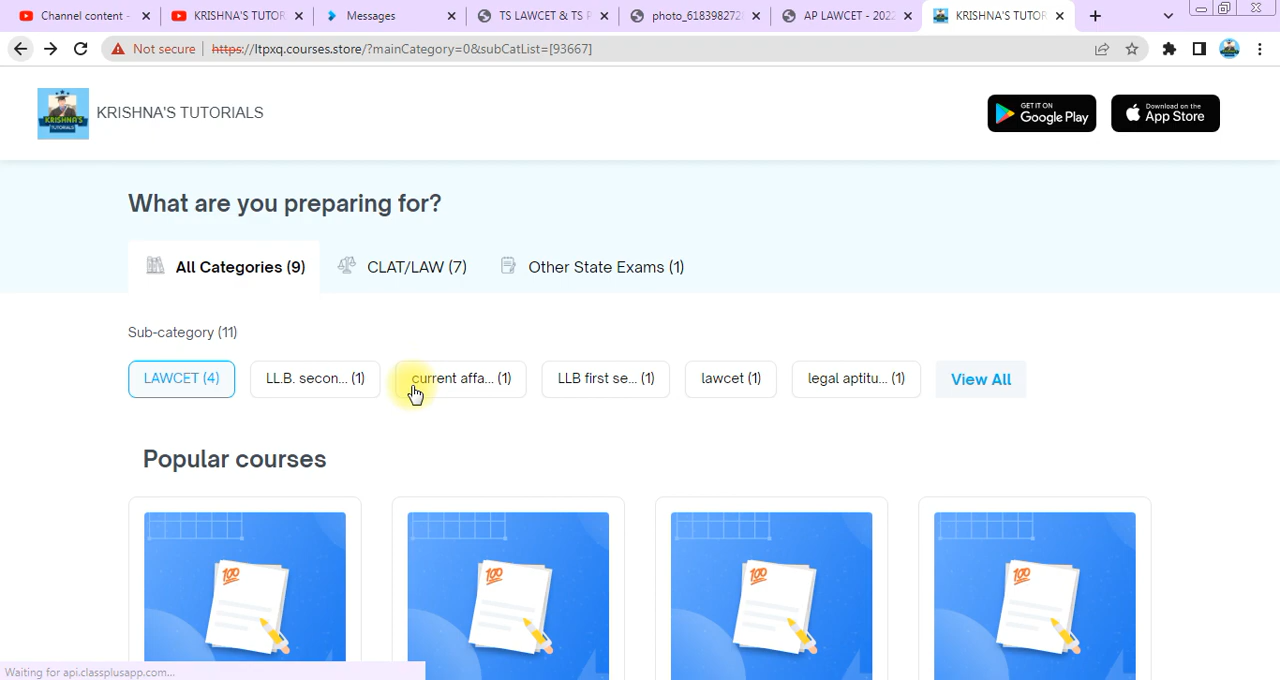 Channel content -
KRISHNA'S TUTOR
Messages
TS LAWCET & TS P
photo_6183982728
AP LAWCET - 2022
KRISHNA'S TUTOR
Not secure
https://ltpxq.courses.store/?mainCategory=0&subCatList=[93667]
KRISHNA'S TUTORIALS
KRISHNA'S
TUTORIALS
GET IT ON
Google Play
Download on the
App Store
What are you preparing for?
All Categories (9)
CLAT/LAW (7)
Other State Exams (1)
Sub-category (11)
LAWCET (4)
LL.B. secon... (1)
current affa... (1)
LLB first se... (1)
lawcet (1)
legal aptitu... (1)
View All
Popular courses
100
100
100
100
Waiting for api.classplusapp.com...